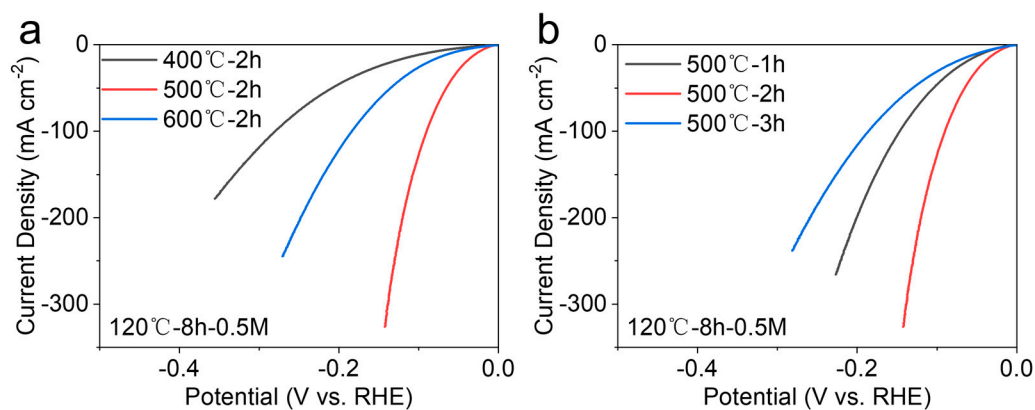 a
0
-100
-200
-300
Current Density (mA cm⁻²)
400℃-2h
500℃-2h
600℃-2h
120℃-8h-0.5M
-0.4
-0.2
0.0
Potential (V vs. RHE)
b
0
-100
-200
-300
Current Density (mA cm⁻²)
500℃-1h
500℃-2h
500℃-3h
120℃-8h-0.5M
-0.4
-0.2
0.0
Potential (V vs. RHE)